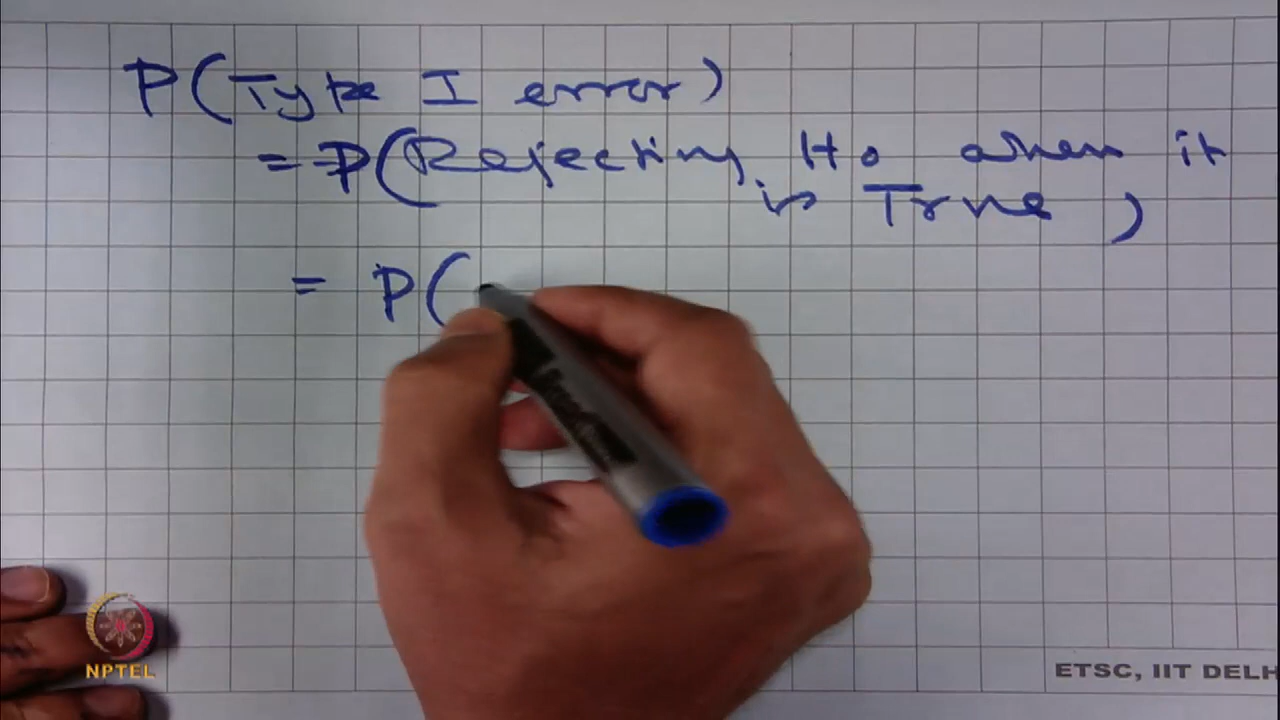 P(Type I error)
= P(Rejecting H0 when it
is True)
= P(
NPTEL
ETSC, IIT DELH